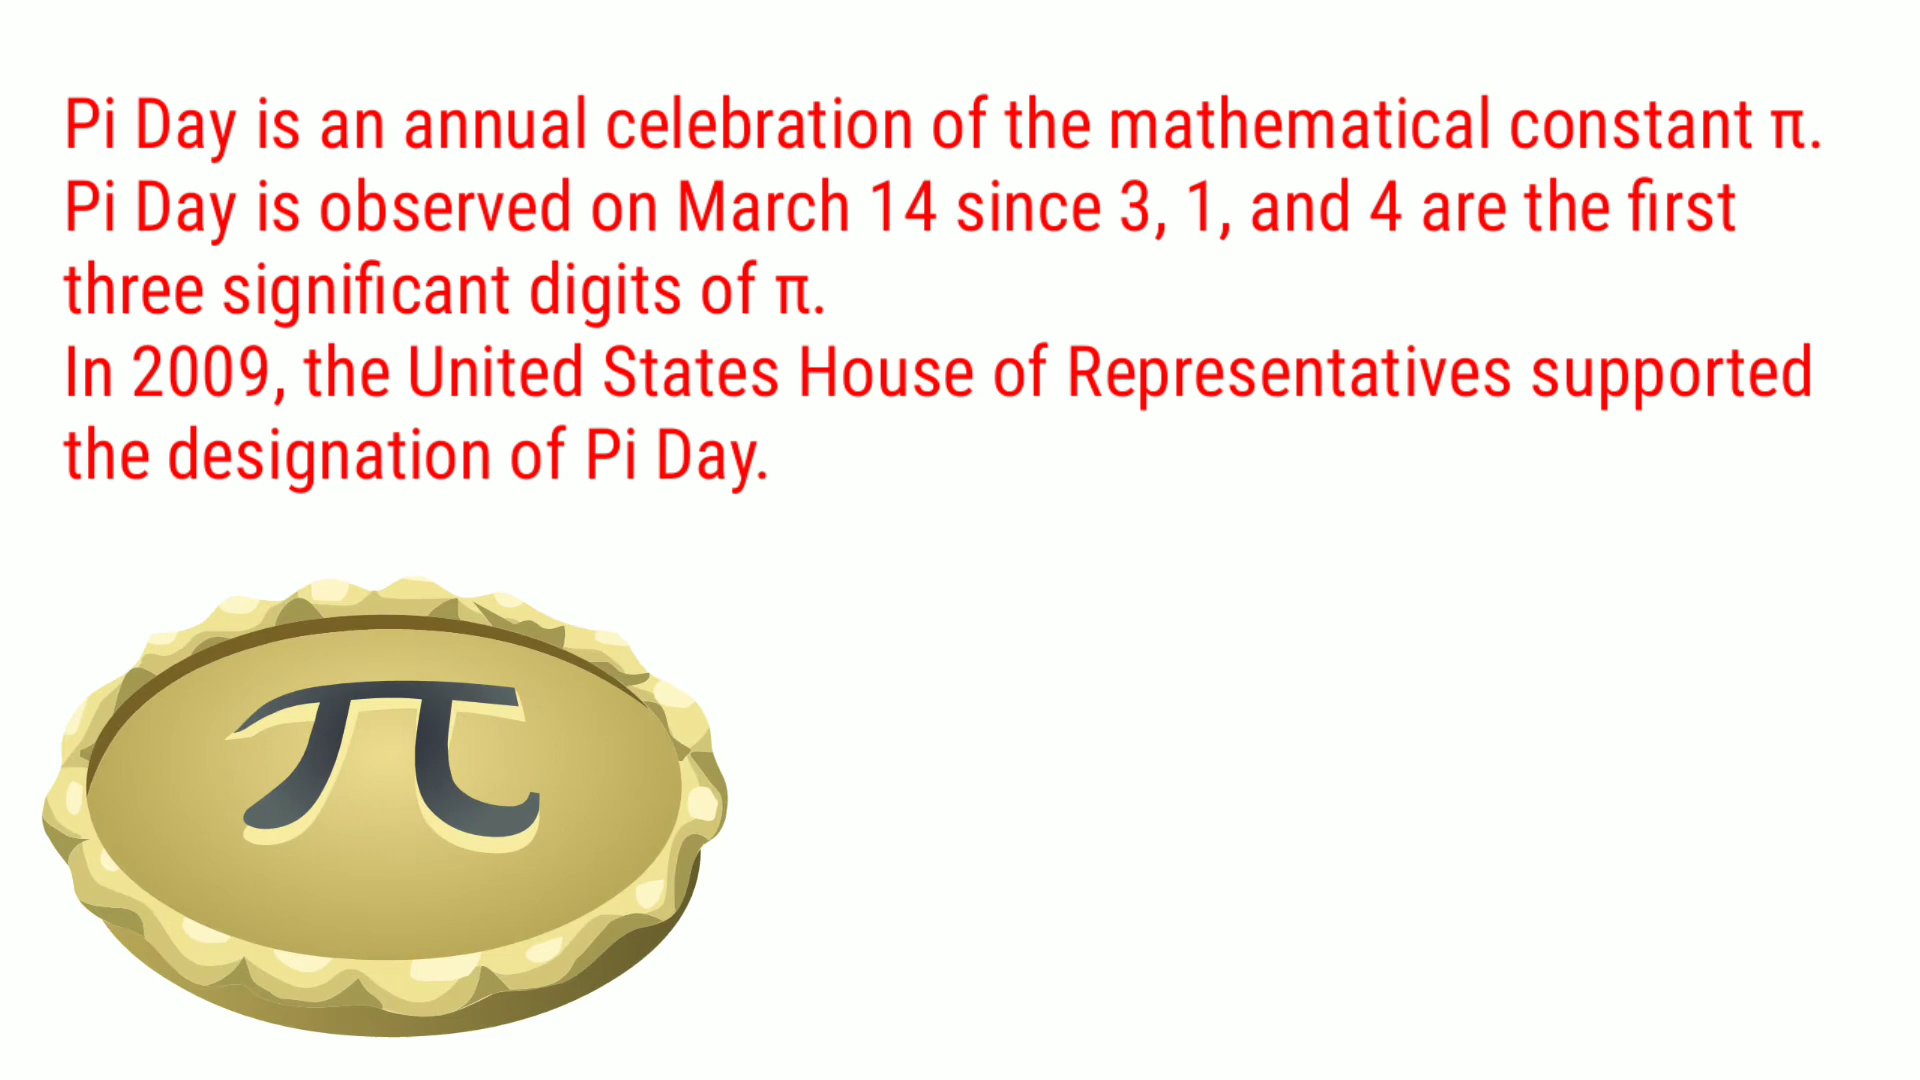 Pi Day is an annual celebration of the mathematical constant π.
Pi Day is observed on March 14 since 3, 1, and 4 are the first
three significant digits of π.
In 2009, the United States House of Representatives supported
the designation of Pi Day.
π